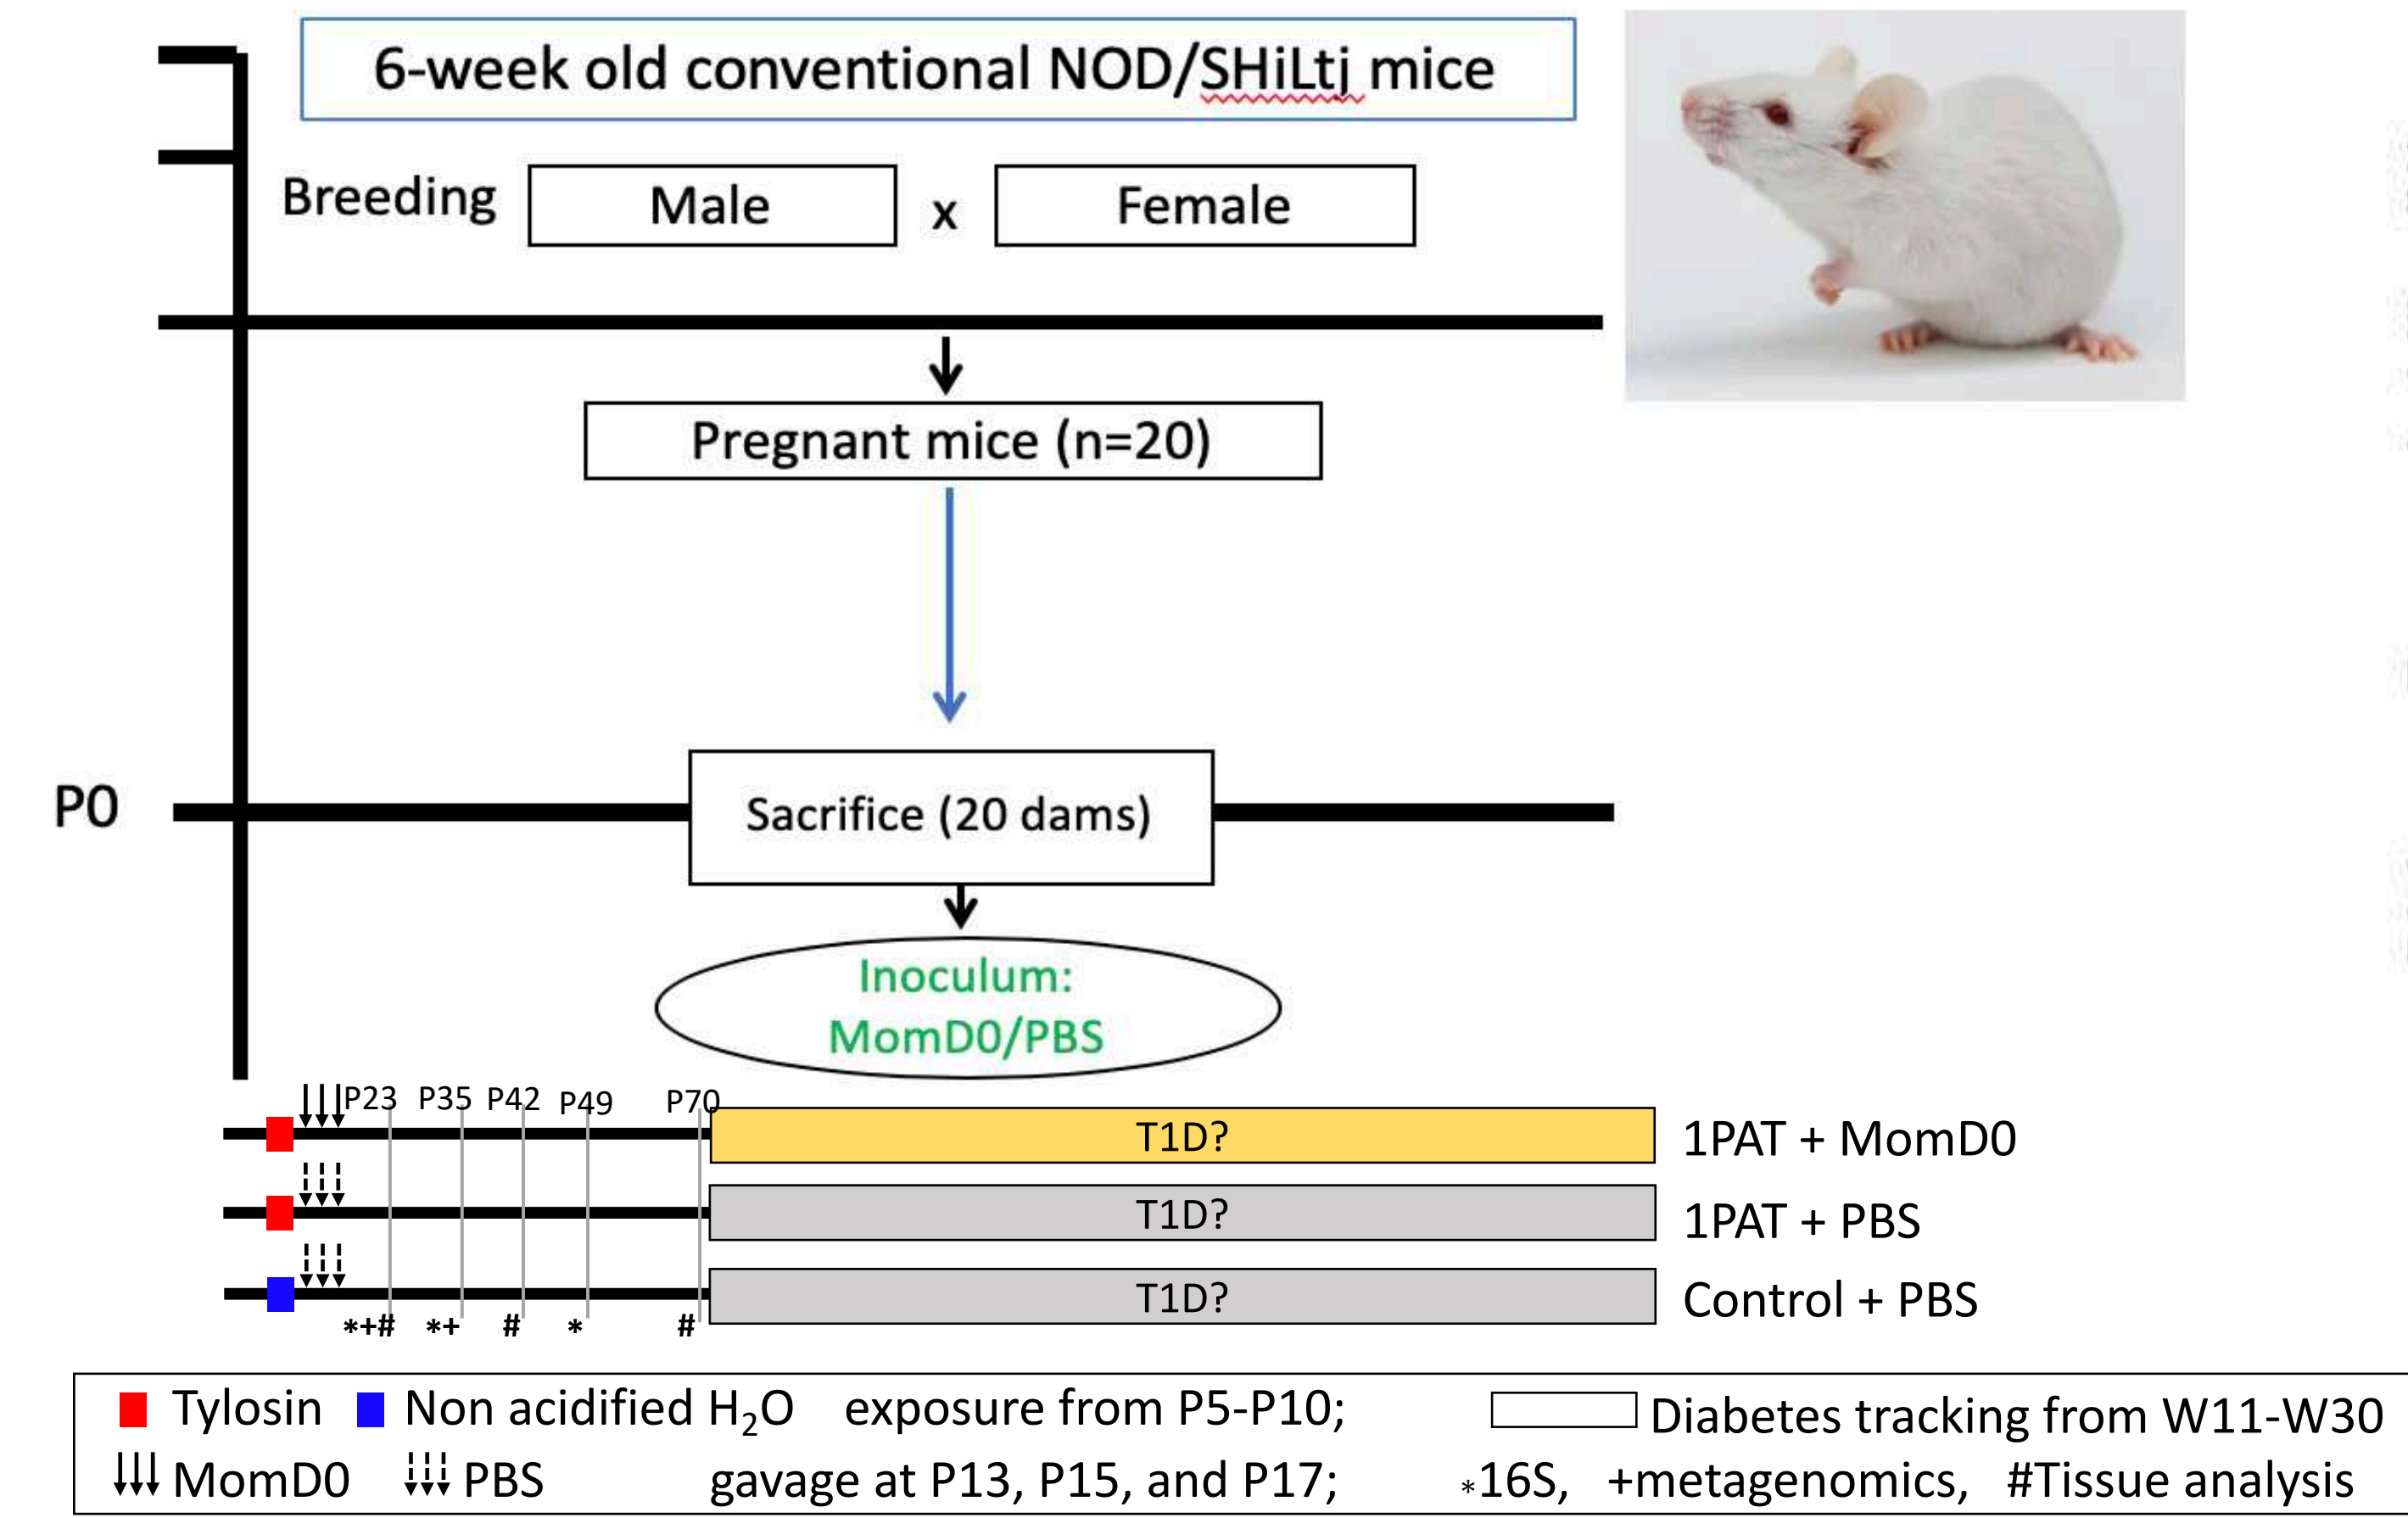 6-week old conventional NOD/SHiLtj mice
Breeding Male x Female
Pregnant mice (n=20)
P0 Sacrifice (20 dams)
Inoculum:
MomD0/PBS
P23 P35 P42 P49 P70
T1D? 1PAT + MomD0
T1D? 1PAT + PBS
T1D? Control + PBS
*+# *+ # * #
Tylosin Non acidified H₂O exposure from P5-P10; Diabetes tracking from W11-W30
MomD0 PBS gavage at P13, P15, and P17; *16S, +metagenomics, #Tissue analysis